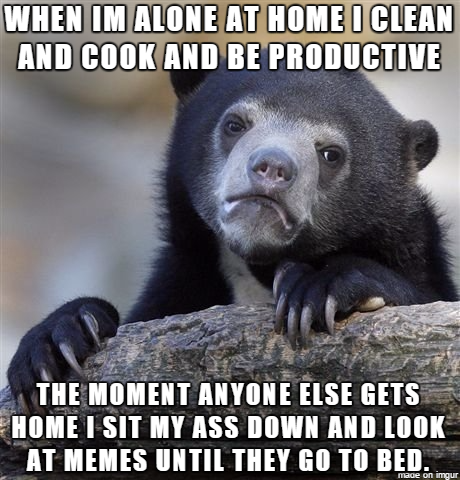 WHEN IM ALONE AT HOME I CLEAN
AND COOK AND BE PRODUCTIVE
THE MOMENT ANYONE ELSE GETS
HOME I SIT MY ASS DOWN AND LOOK
AT MEMES UNTIL THEY GO TO BED.
made on imgur